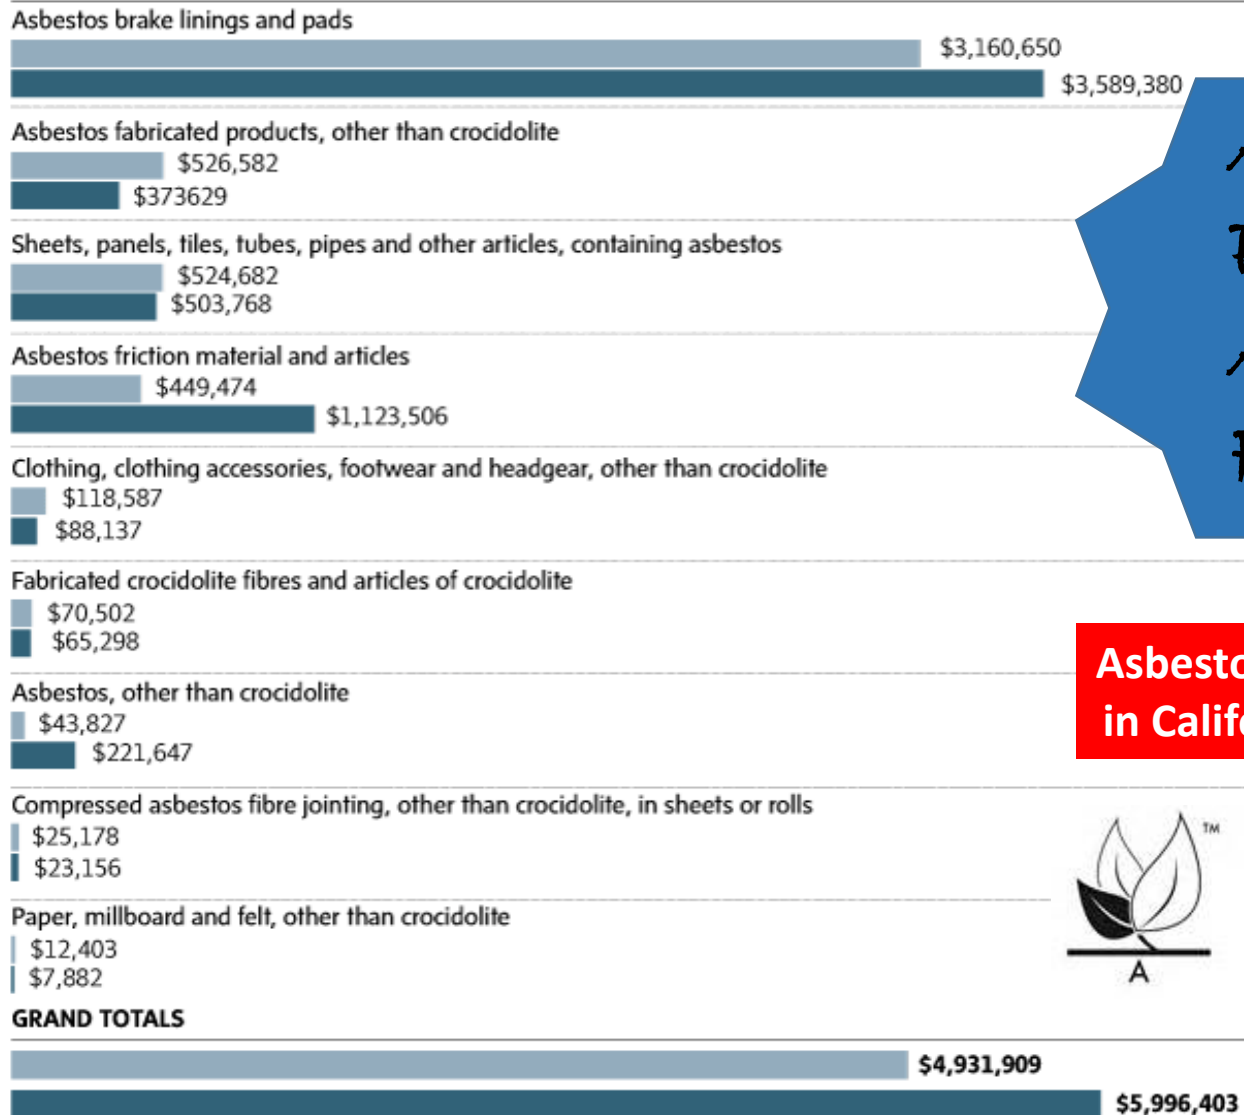 Asbestos brake linings and pads
$3,160,650
$3,589,380
Asbestos fabricated products, other than crocidolite
$526,582
$373629
Sheets, panels, tiles, tubes, pipes and other articles, containing asbestos
$524,682
$503,768
Asbestos friction material and articles
$449,474
$1,123,506
Clothing, clothing accessories, footwear and headgear, other than crocidolite
$118,587
$88,137
Fabricated crocidolite fibres and articles of crocidolite
$70,502
$65,298
Asbestos, other than crocidolite
$43,827
$221,647
in
Compressed asbestos fibre jointing, other than crocidolite, in sheets or rolls
$25,178
$23,156
TM
Paper, millboard and felt, other than crocidolite
$12,403
$7,882
A
GRAND TOTALS
$4,931,909
$5,996,403